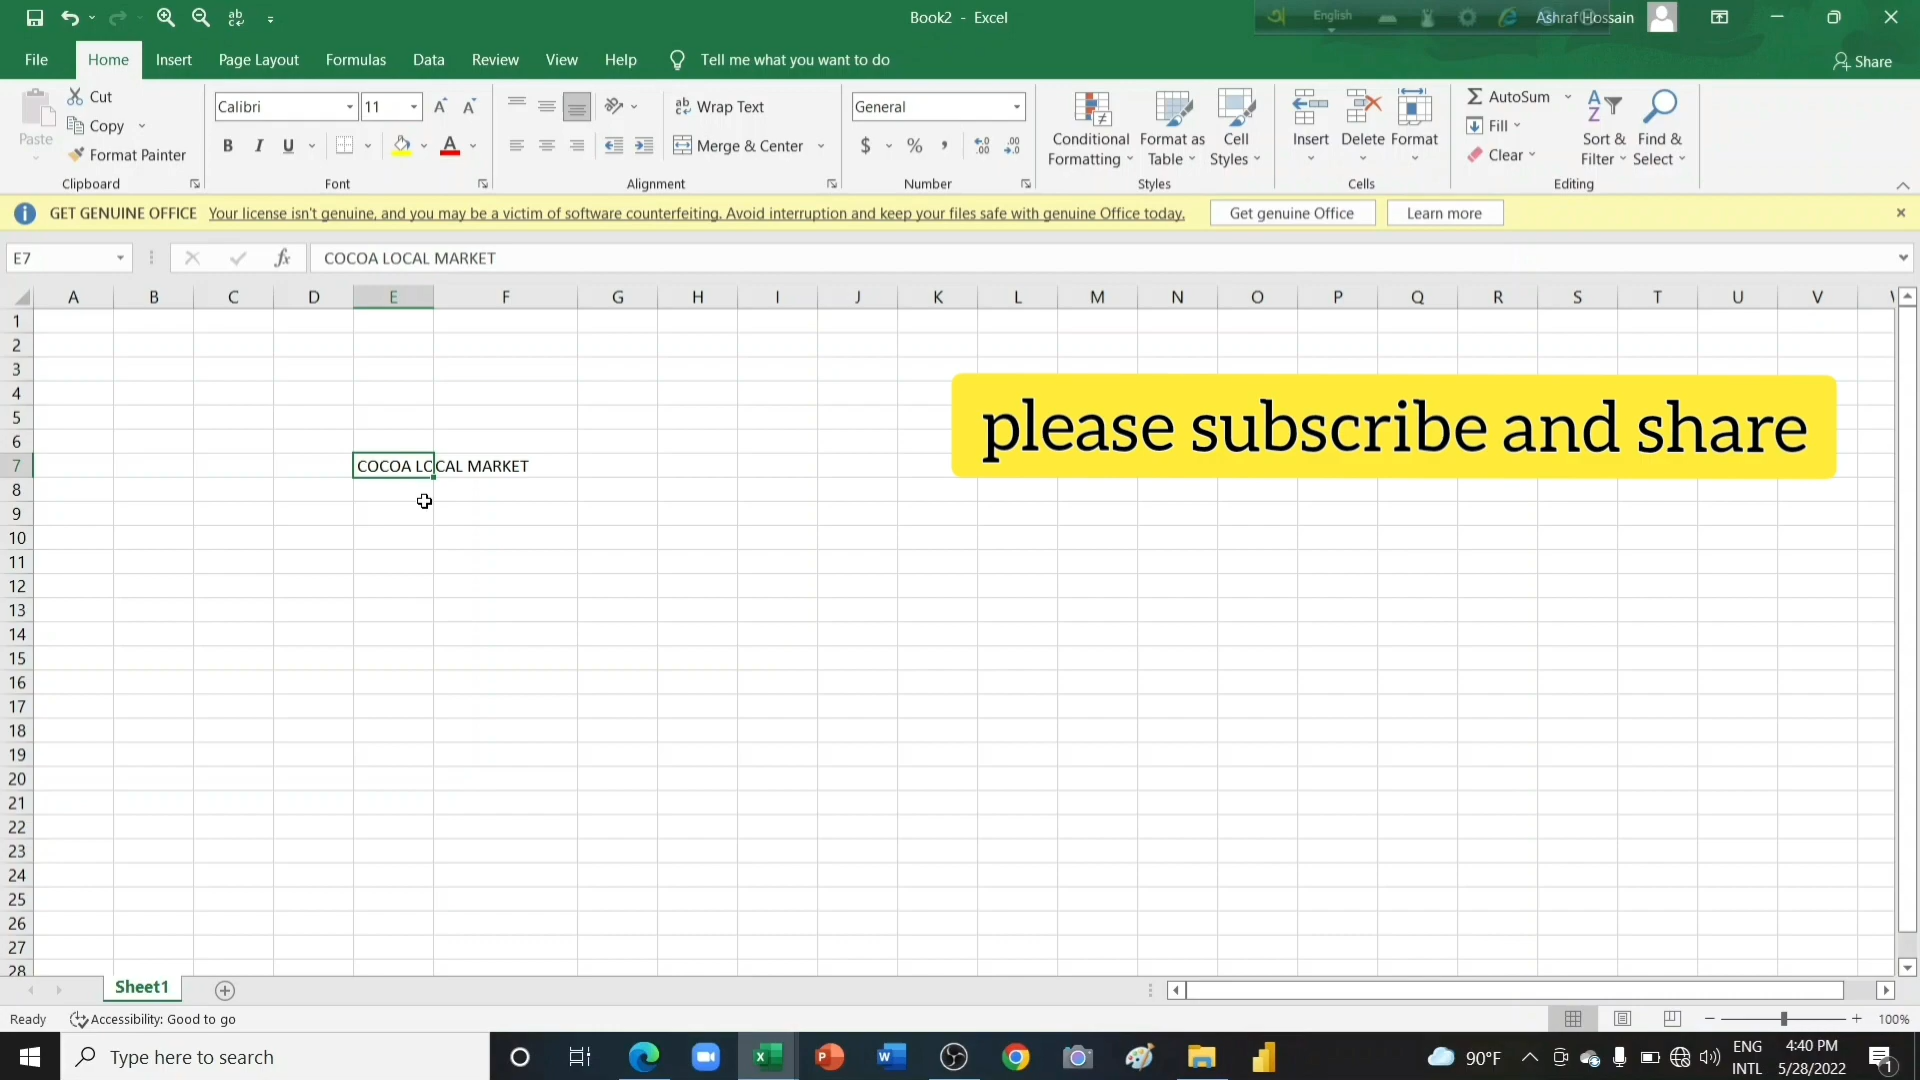 Book2 - Excel
English
Ashraf Hossain
File Home Insert Page Layout Formulas Data Review View Help Tell me what you want to do
Share
Paste
Cut
Copy
Format Painter
Clipboard
Calibri 11
B I U
Font
Wrap Text
Merge & Center
Alignment
General
$ % ,
Number
Conditional Formatting
Format as Table
Cell Styles
Styles
Insert Delete Format
Cells
AutoSum
Fill
Clear
Sort & Filter
Find & Select
Editing
GET GENUINE OFFICE Your license isn't genuine, and you may be a victim of software counterfeiting. Avoid interruption and keep your files safe with genuine Office today. Get genuine Office Learn more
E7 fx COCOA LOCAL MARKET
A B C D E F G H I J K L M N O P Q R S T U V
1
2
3
4
5
please subscribe and share
6
7 COCOA LOCAL MARKET
8
9
10
11
12
13
14
15
16
17
18
19
20
21
22
23
24
25
26
27
28
Sheet1
Ready Accessibility: Good to go 100%
Type here to search
90°F
ENG
INTL
4:40 PM
5/28/2022
1